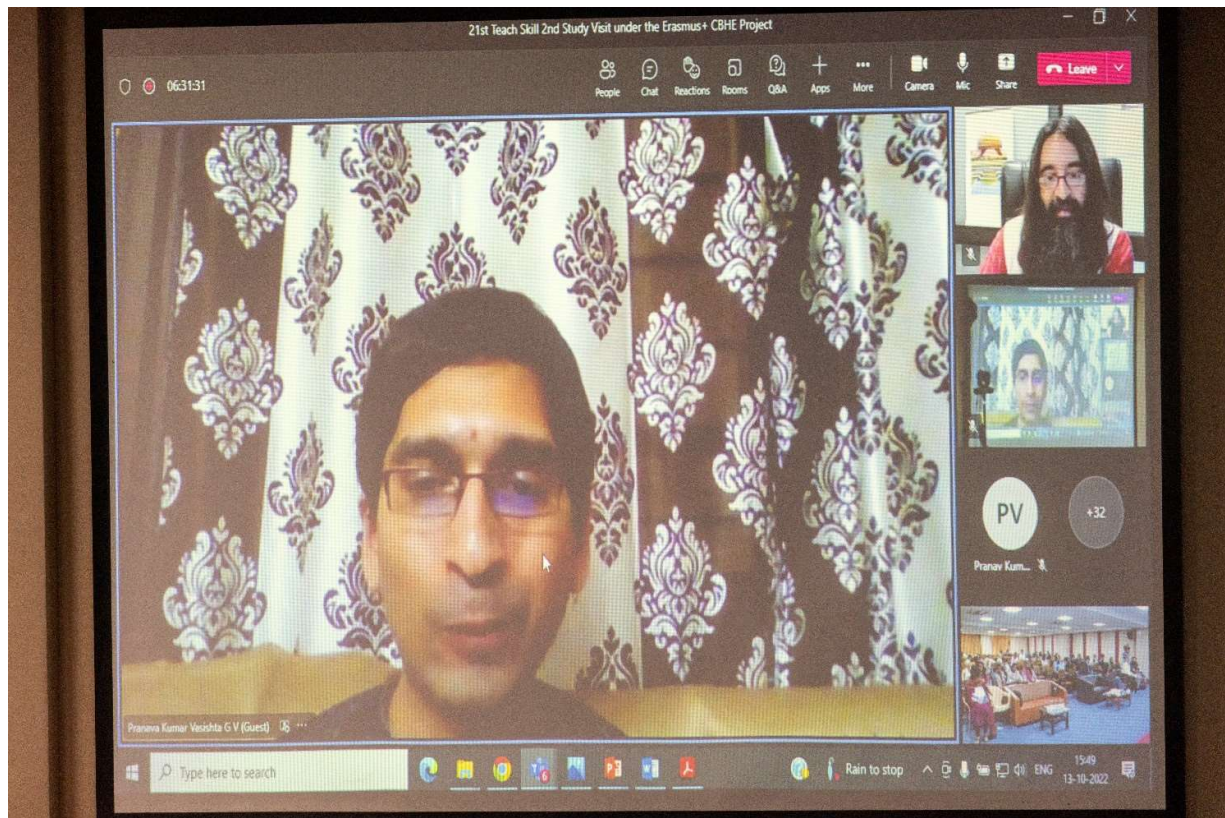 21st Teach Skill 2nd Study Visit under the Erasmus+ CBHE Project
06:31:31
People Chat Reactions Rooms Q&A Apps More Camera Mic Share Leave
PV
+32
Pranav Kum...
Pranava Kumar Vasishta G V (Guest)
Type here to search
Rain to stop
ENG
15:49
13-10-2022